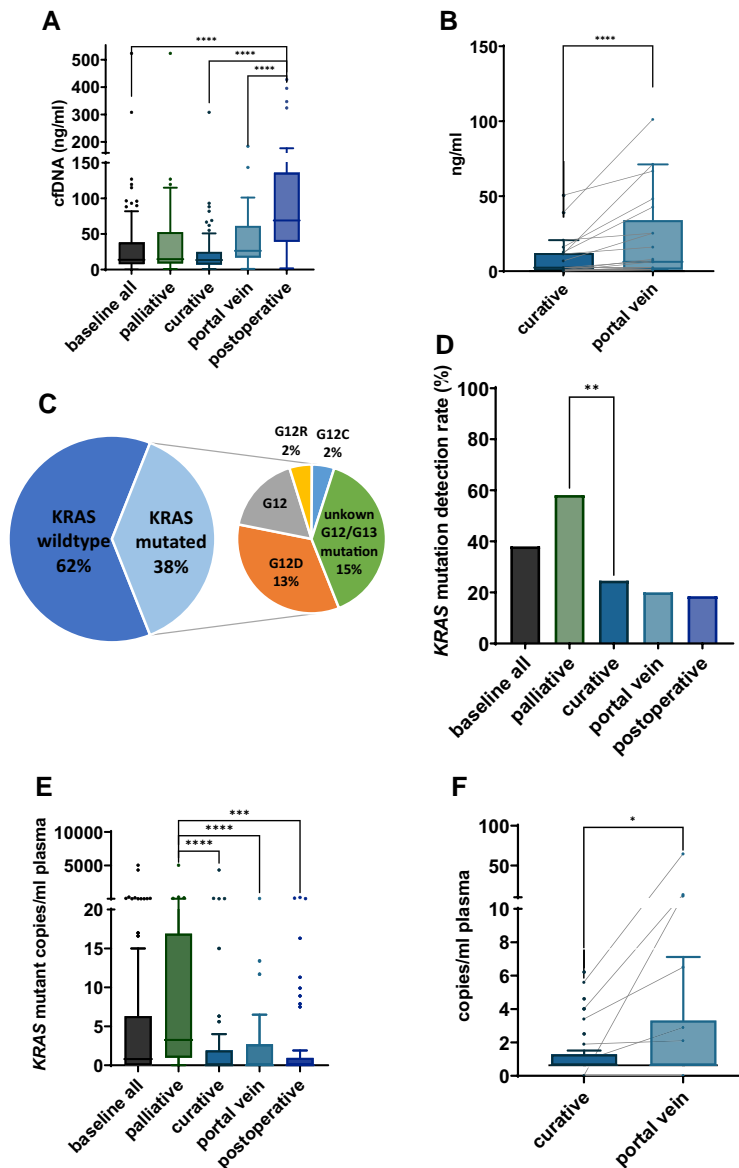 A
****
****
****
cfDNA (ng/ml)
500
400
300
200
150
100
50
0
baseline all
palliative
curative
portal vein
postoperative
B
****
ng/ml
150
100
50
0
curative
portal vein
C
KRAS
wildtype
62%
KRAS
mutated
38%
G12R
2%
G12C
2%
G12
unkown
G12/G13
mutation
15%
G12D
13%
D
**
KRAS mutation detection rate (%)
100
80
60
40
20
0
baseline all
palliative
curative
portal vein
postoperative
E
***
****
****
KRAS mutant copies/ml plasma
10000
5000
20
15
10
5
0
baseline all
palliative
curative
portal vein
postoperative
F
*
copies/ml plasma
100
50
10
8
6
4
2
0
curative
portal vein